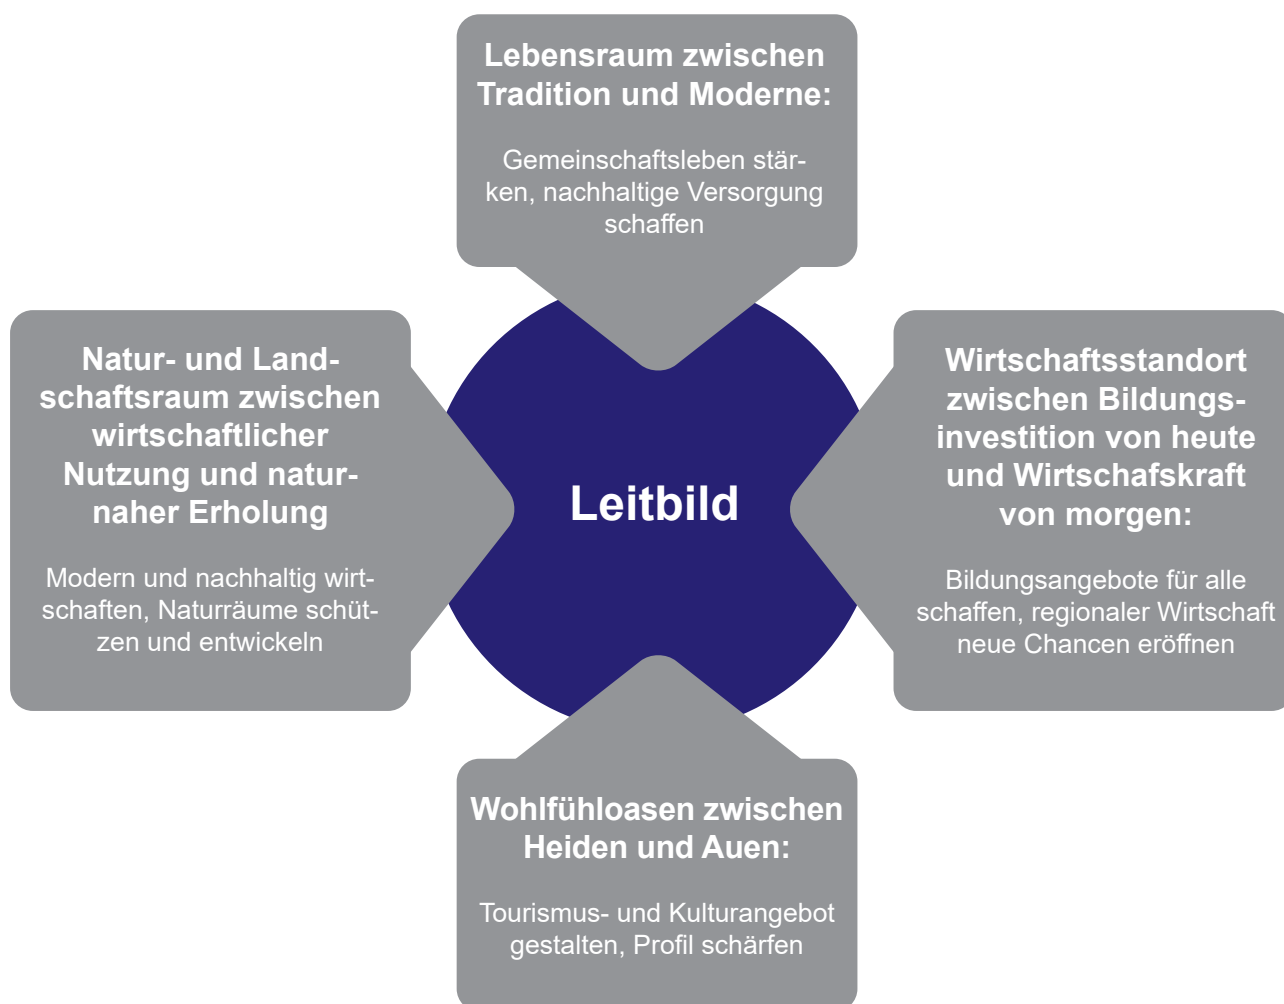 Lebensraum zwischen
Tradition und Moderne:
Gemeinschaftsleben stär-
ken, nachhaltige Versorgung
schaffen
Natur- und Land-
schaftsraum zwischen
wirtschaftlicher
Nutzung und natur-
naher Erholung
Modern und nachhaltig wirt-
schaften, Naturräume schüt-
zen und entwickeln
Leitbild
Wirtschaftsstandort
zwischen Bildungs-
investition von heute
und Wirtschafskraft
von morgen:
Bildungsangebote für alle
schaffen, regionaler Wirtschaft
neue Chancen eröffnen
Wohlfühloasen zwischen
Heiden und Auen:
Tourismus- und Kulturangebot
gestalten, Profil schärfen